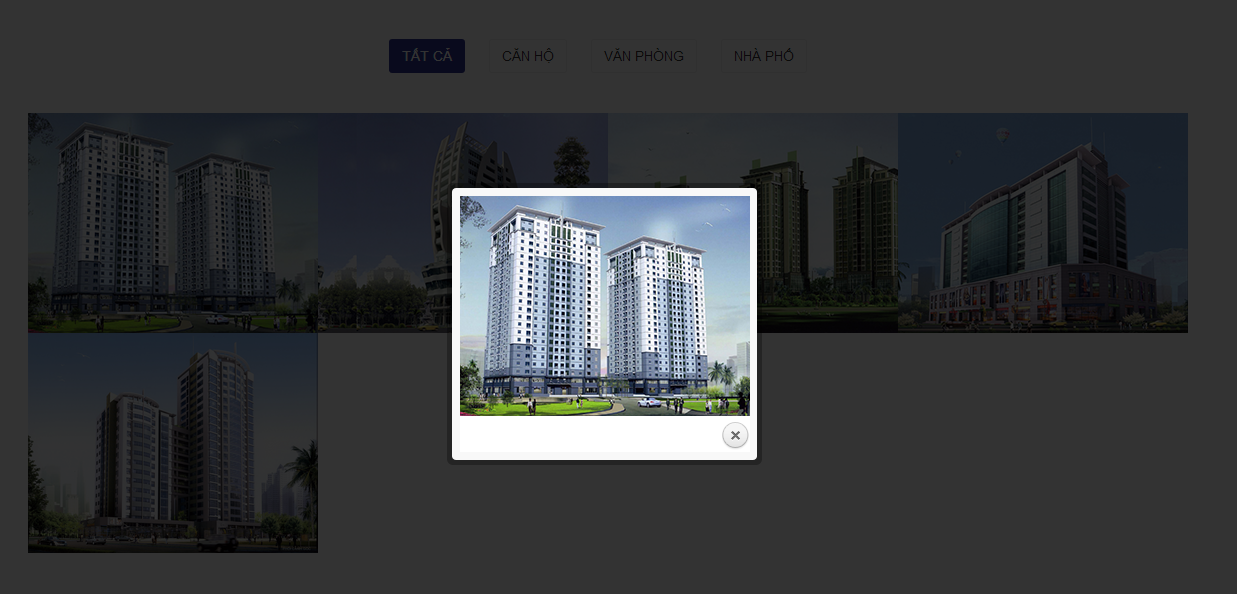 TẤT CẢ CĂN HỘ VĂN PHÒNG NHÀ PHỐ